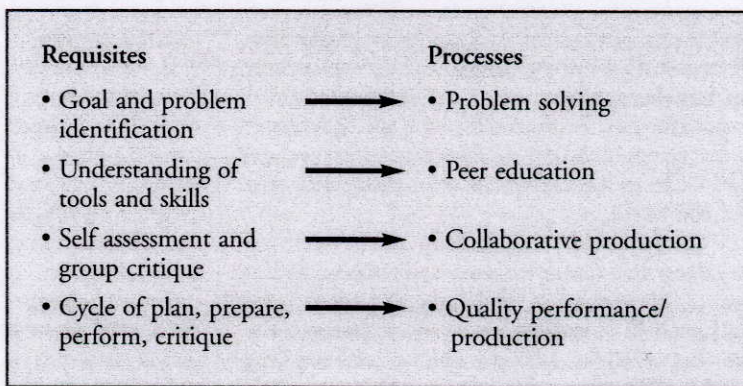 Requisites Processes
• Goal and problem • Problem solving
identification
• Understanding of • Peer education
tools and skills
• Self assessment and • Collaborative production
group critique
• Cycle of plan, prepare, • Quality performance/
perform, critique production